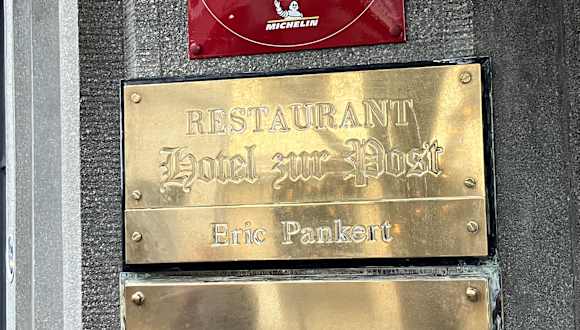 MICHELIN
RESTAURANT
Hotel zur Post
Eric Pankert